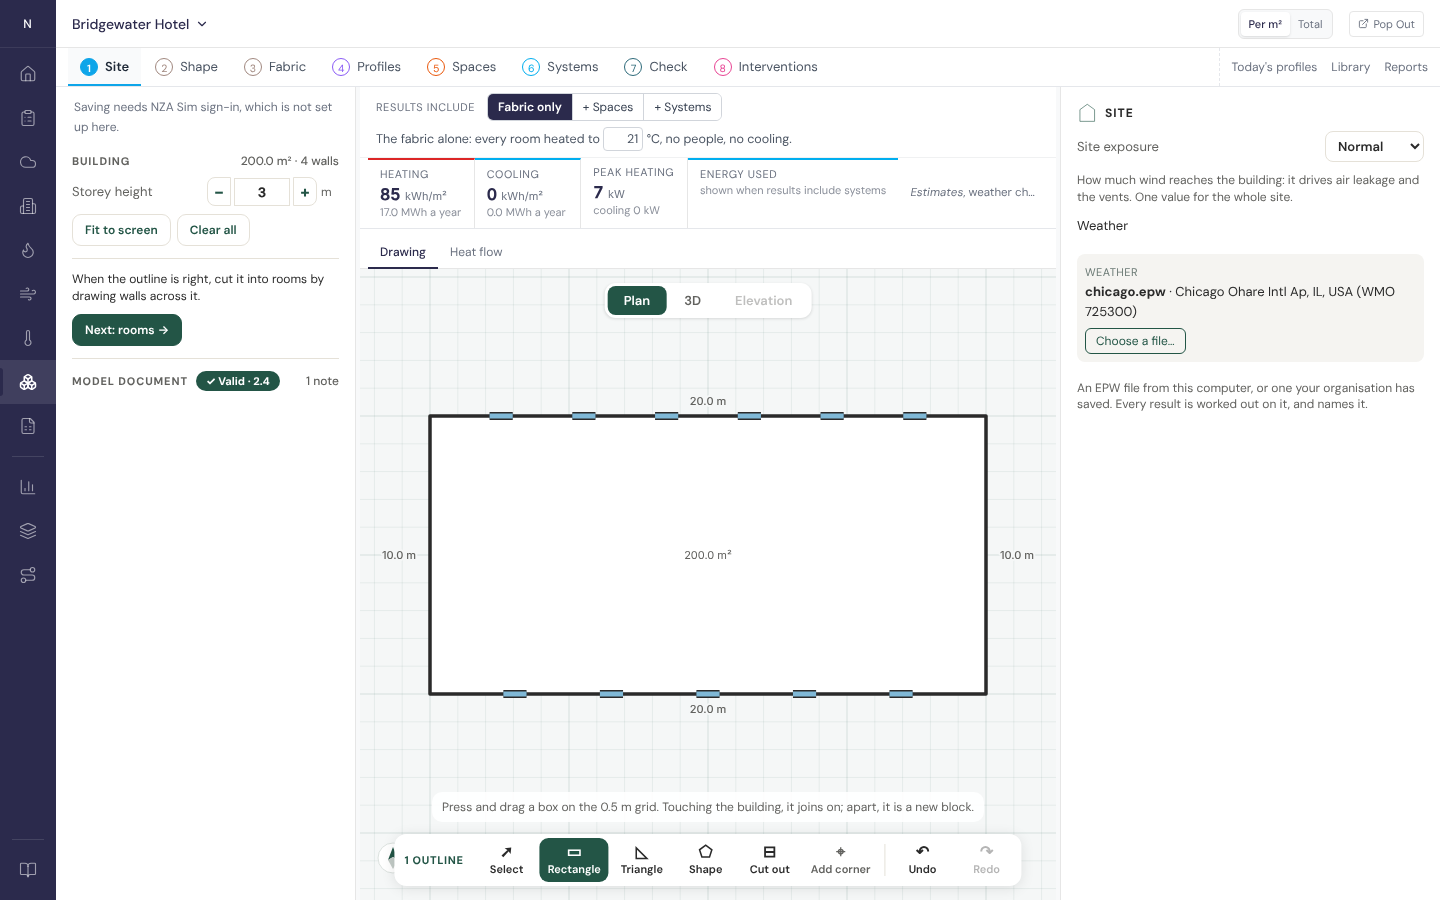 N
Bridgewater Hotel
Per m² Total
Pop Out
1 Site
2 Shape
3 Fabric
4 Profiles
5 Spaces
6 Systems
7 Check
8 Interventions
Today's profiles Library Reports
Saving needs NZA Sim sign-in, which is not set
up here.
BUILDING 200.0 m² · 4 walls
Storey height − 3 + m
Fit to screen Clear all
When the outline is right, cut it into rooms by
drawing walls across it.
Next: rooms →
MODEL DOCUMENT ✓ Valid · 2.4 1 note
RESULTS INCLUDE Fabric only + Spaces + Systems
The fabric alone: every room heated to 21 °C, no people, no cooling.
HEATING
85 kWh/m²
17.0 MWh a year
COOLING
0 kWh/m²
0.0 MWh a year
PEAK HEATING
7 kW
cooling 0 kW
ENERGY USED
shown when results include systems
Estimates, weather ch…
Drawing Heat flow
Plan 3D Elevation
20.0 m
10.0 m
200.0 m²
10.0 m
20.0 m
Press and drag a box on the 0.5 m grid. Touching the building, it joins on; apart, it is a new block.
1 OUTLINE
Select
Rectangle
Triangle
Shape
Cut out
Add corner
Undo
Redo
SITE
Site exposure Normal
How much wind reaches the building: it drives air leakage and
the vents. One value for the whole site.
Weather
WEATHER
chicago.epw · Chicago Ohare Intl Ap, IL, USA (WMO
725300)
Choose a file…
An EPW file from this computer, or one your organisation has
saved. Every result is worked out on it, and names it.